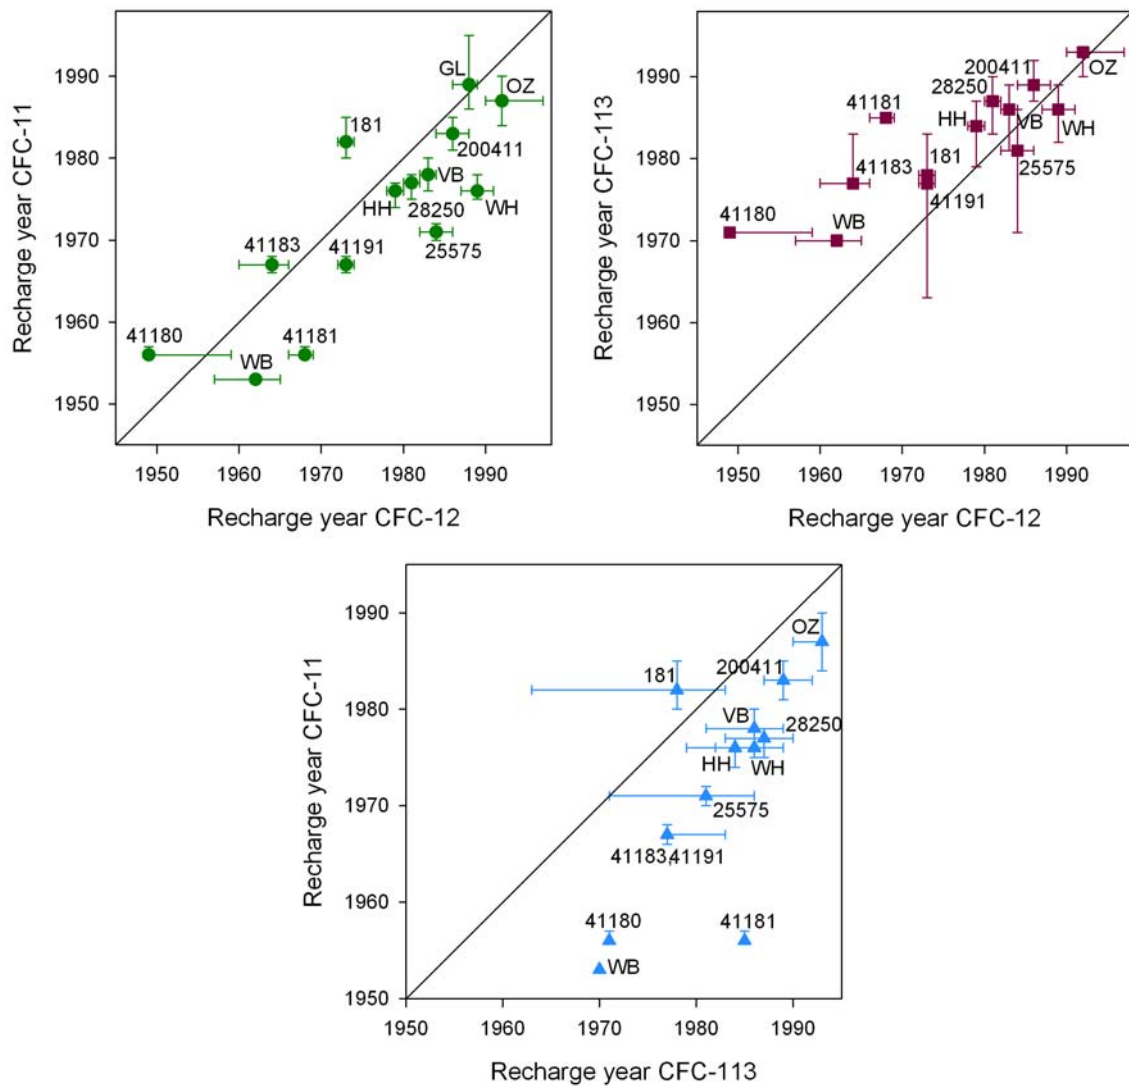 Recharge year CFC-11
1990
1980
1970
1960
1950
GL
OZ
181
200411
VB
HH
28250
WH
25575
41183
41191
41180
WB
41181
1950 1960 1970 1980 1990
Recharge year CFC-12
Recharge year CFC-113
1990
1980
1970
1960
1950
OZ
200411
28250
41181
HH
VB
WH
41183
181
25575
41191
41180
WB
1950 1960 1970 1980 1990
Recharge year CFC-12
Recharge year CFC-11
1990
1980
1970
1960
1950
OZ
181
200411
VB
28250
HH
WH
25575
41183,41191
41180
41181
WB
1950 1960 1970 1980 1990
Recharge year CFC-113